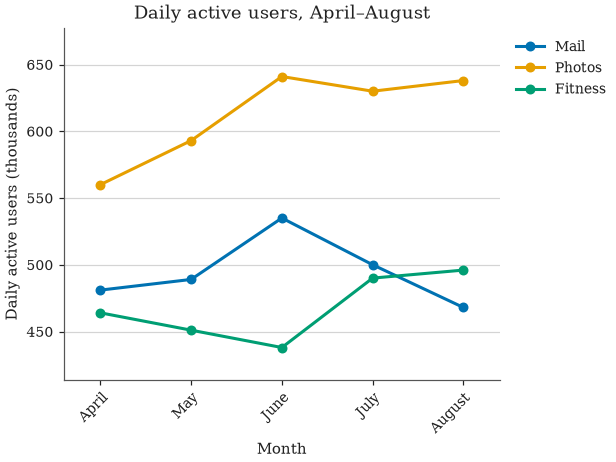 Daily active users, April–August
Mail
Photos
Fitness
Daily active users (thousands)
650
600
550
500
450
April
May
June
July
August
Month